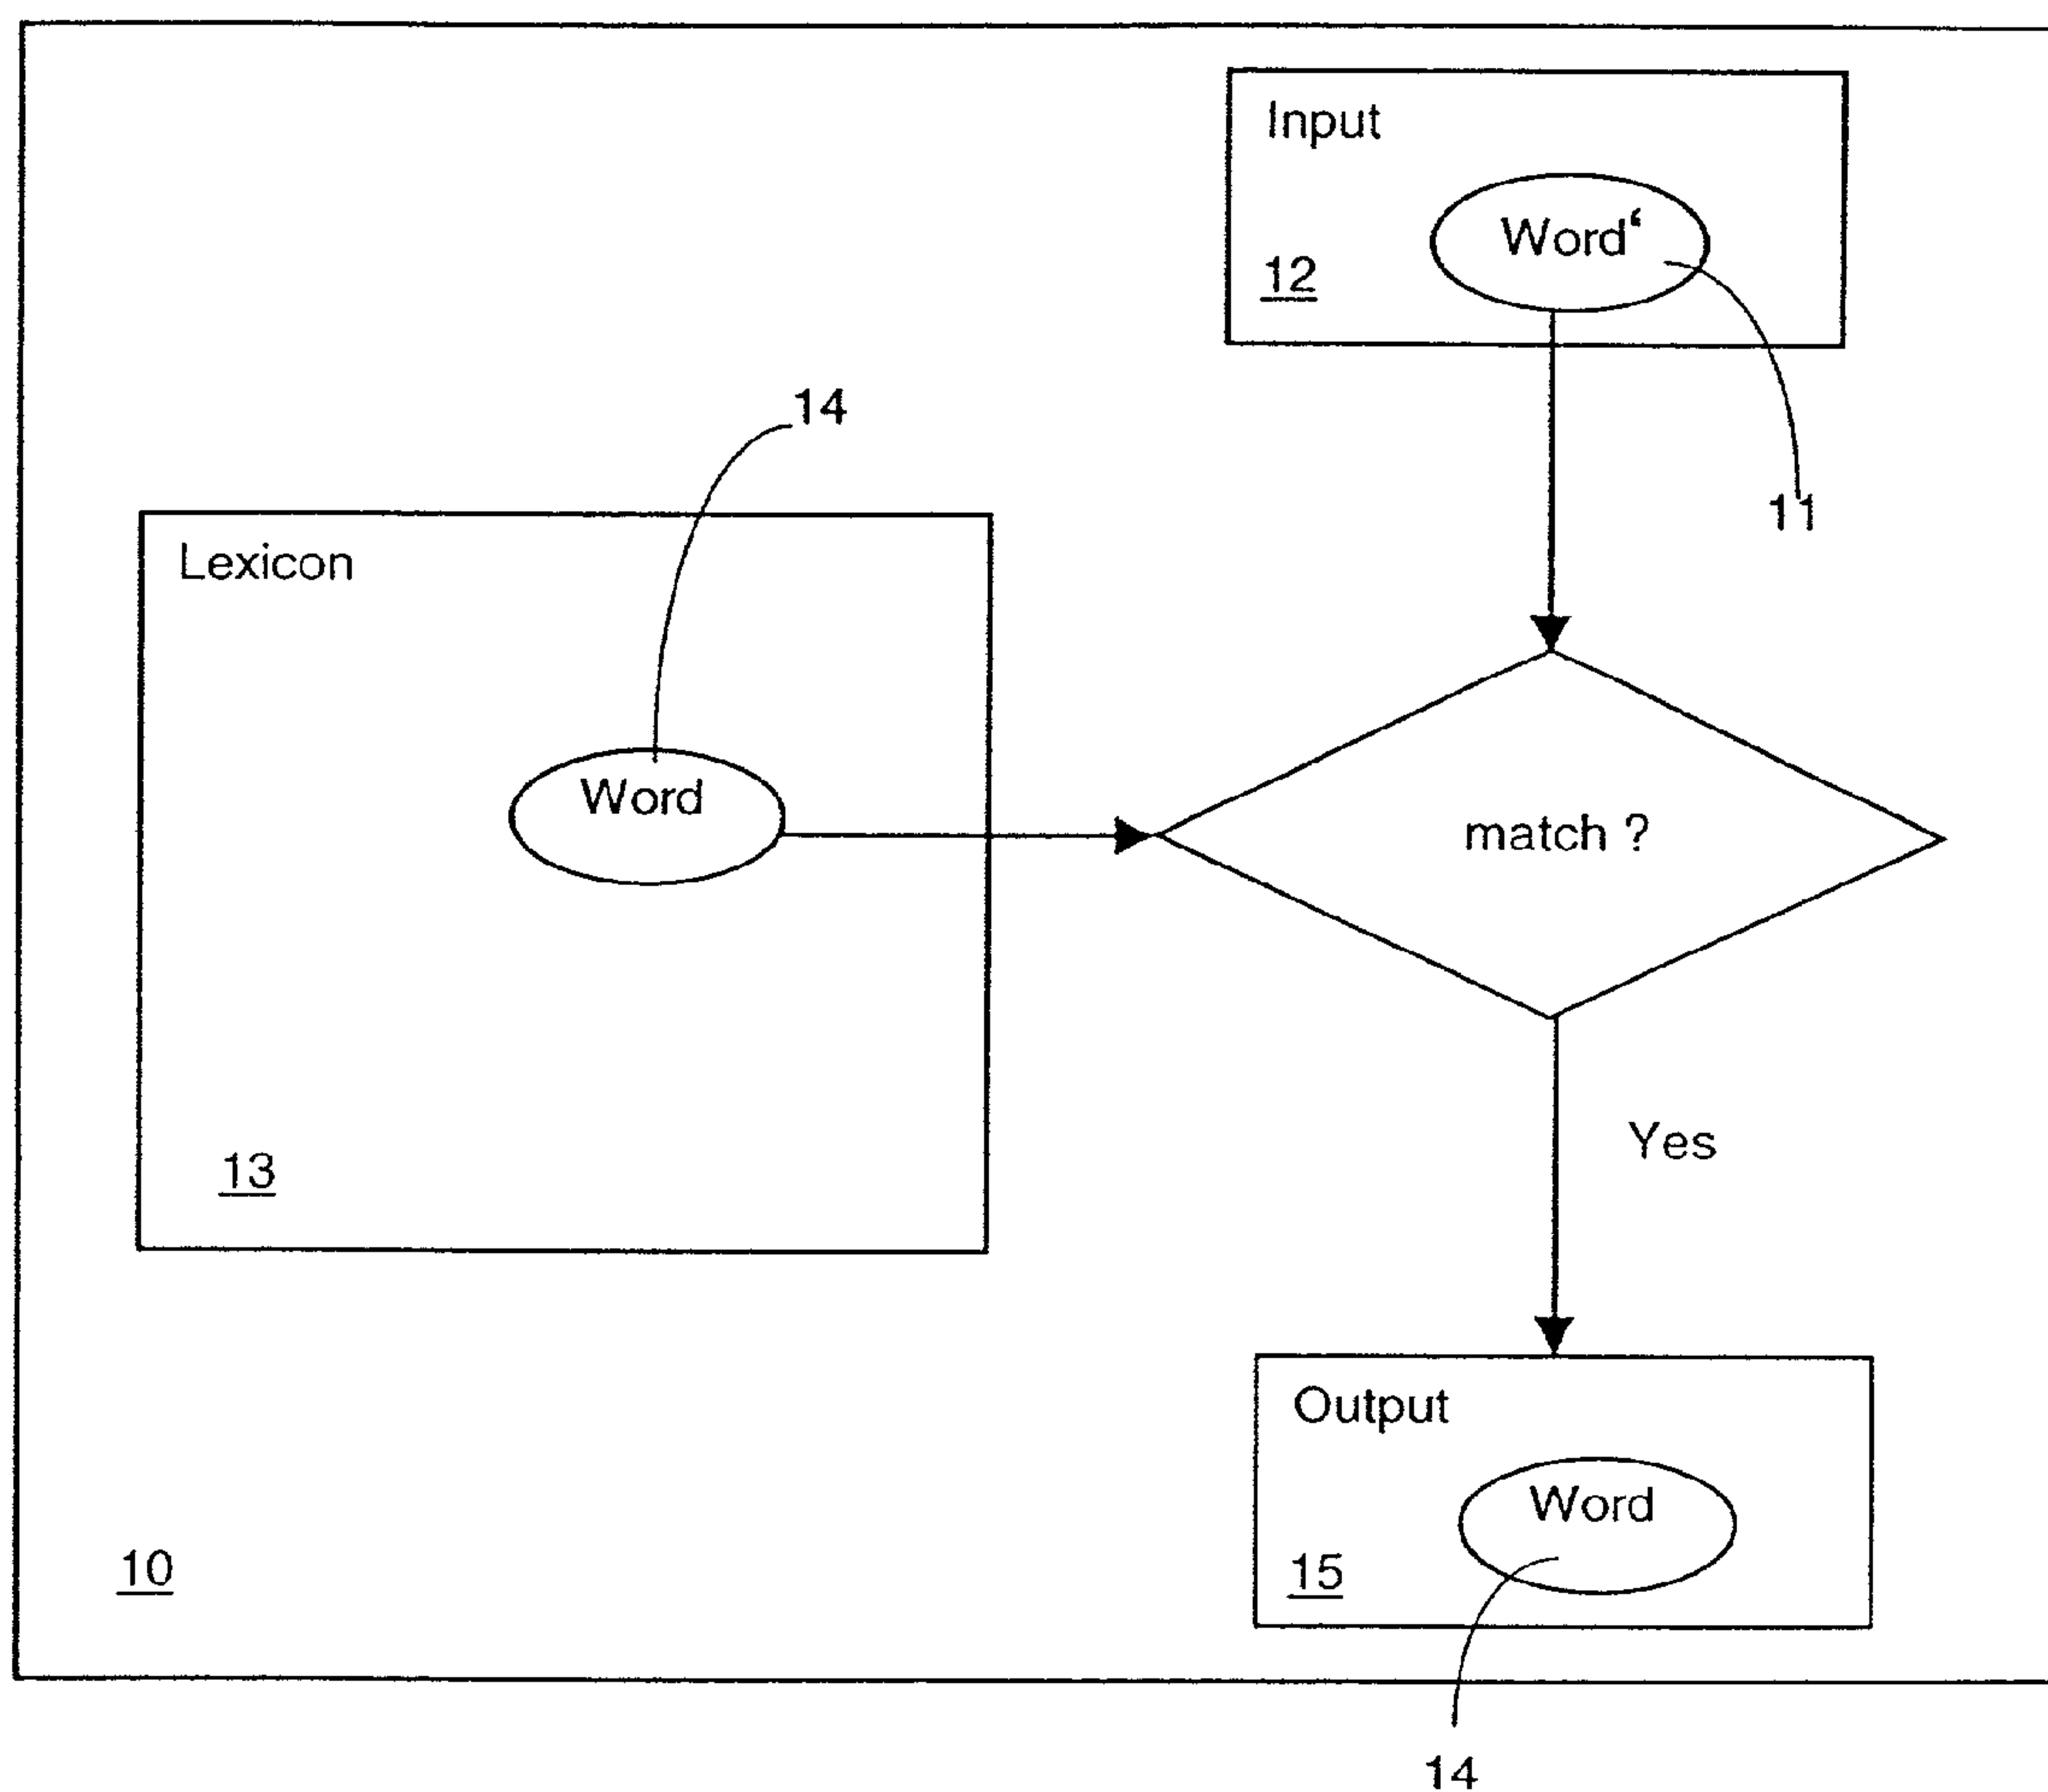 Input
Word‘
12
14
11
Lexicon
Word
match ?
13
Yes
Output
Word
15
10
14